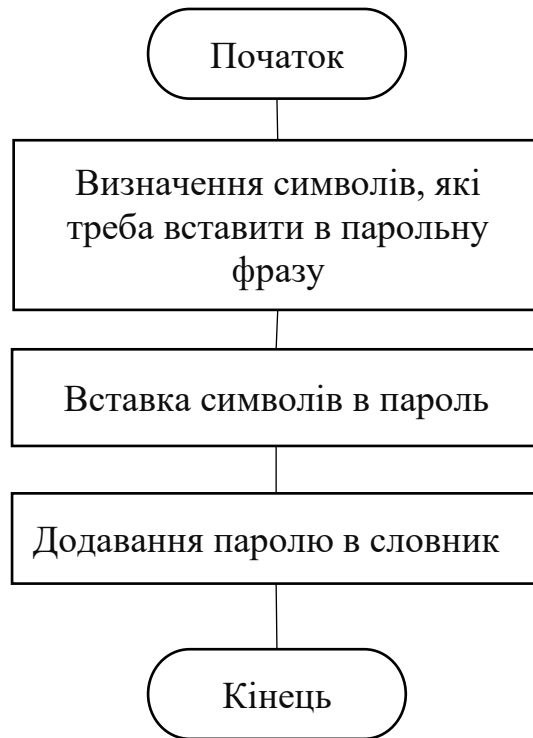 Початок
Визначення символів, які
треба вставити в парольну
фразу
Вставка символів в пароль
Додавання паролю в словник
Кінець